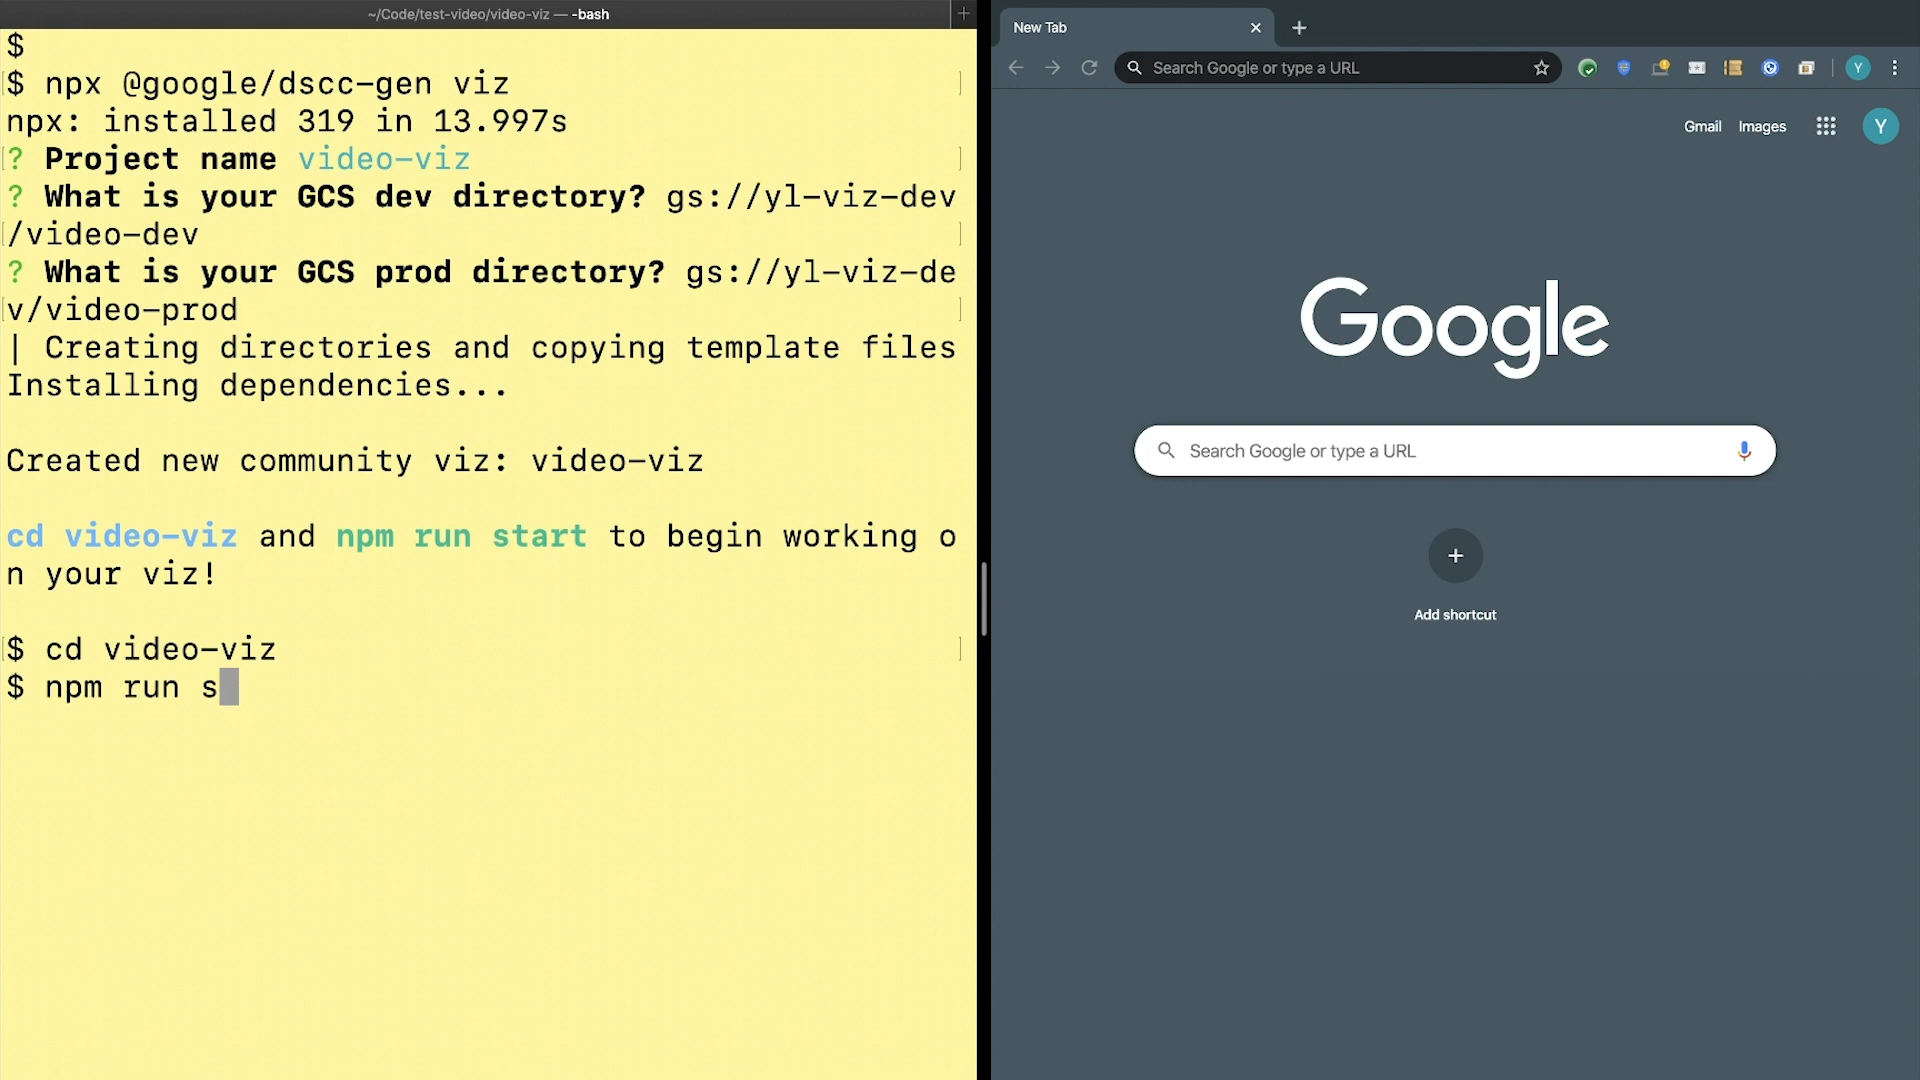 ~/Code/test-video/video-viz — -bash
$
$ npx @google/dscc-gen viz
npx: installed 319 in 13.997s
? Project name video-viz
? What is your GCS dev directory? gs://yl-viz-dev
/video-dev
? What is your GCS prod directory? gs://yl-viz-de
v/video-prod
| Creating directories and copying template files
Installing dependencies...
Created new community viz: video-viz
cd video-viz and npm run start to begin working o
n your viz!
$ cd video-viz
$ npm run s
New Tab
Search Google or type a URL
Y
Gmail Images
Y
Google
Search Google or type a URL
Add shortcut